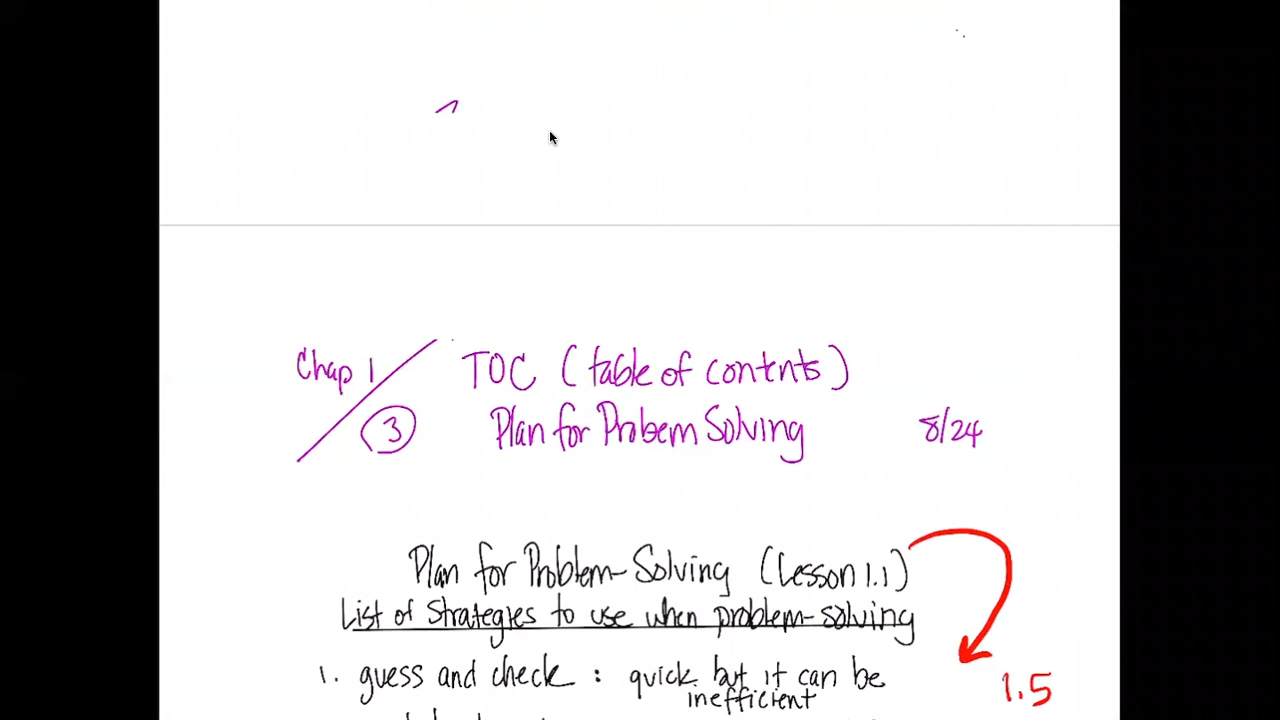 Chap 1 TOC (table of contents)
3 Plan for Probem Solving 8/24
Plan for Problem-Solving (Lesson 1.1)
List of Strategies to use when problem-solving
1. guess and check : quick but it can be
inefficient
1.5